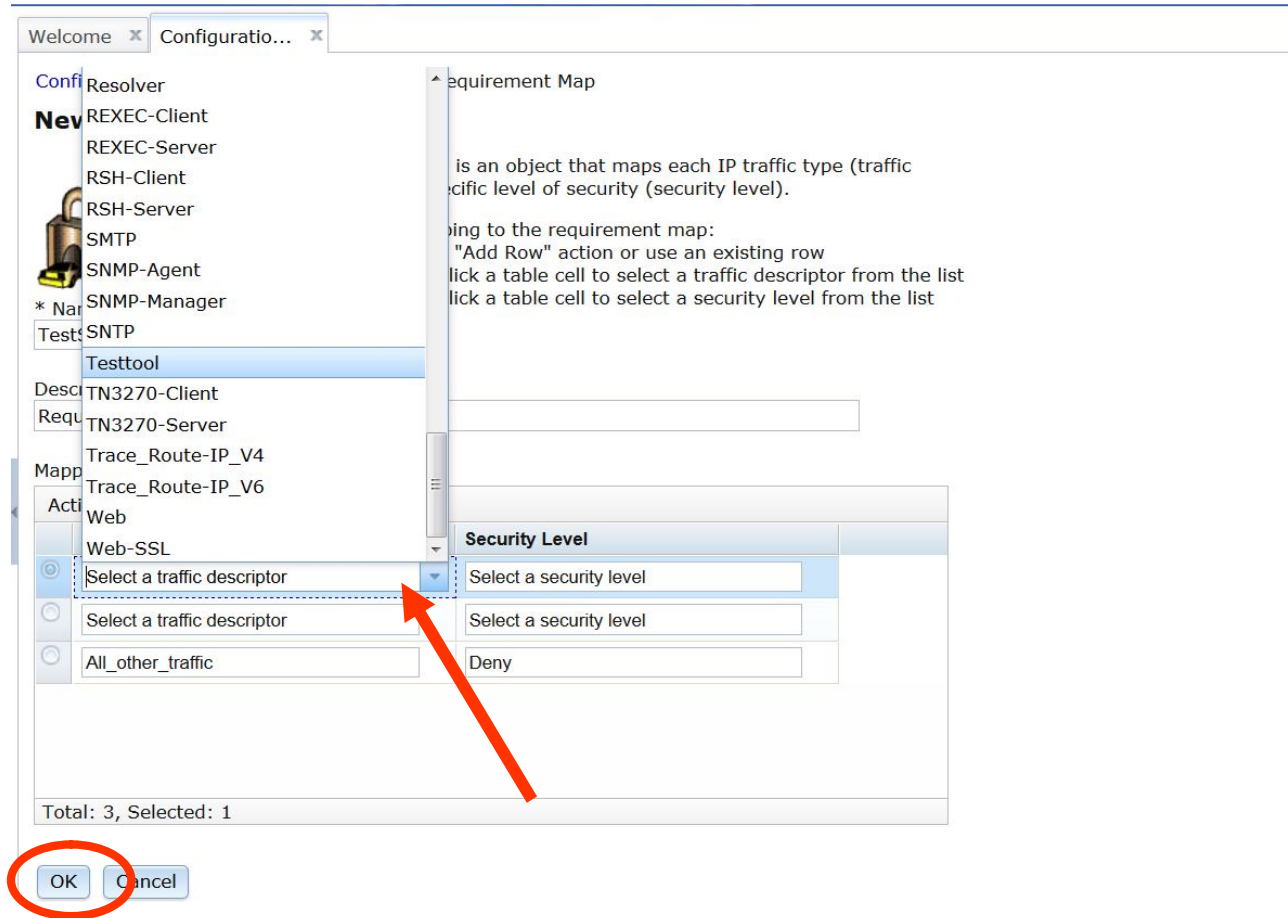 Welcome x Configuratio... x
Confi
equirement Map
New
Resolver
REXEC-Client
REXEC-Server
RSH-Client
RSH-Server
SMTP
SNMP-Agent
SNMP-Manager
SNTP
Testtool
TN3270-Client
TN3270-Server
Trace_Route-IP_V4
Trace_Route-IP_V6
Web
Web-SSL
is an object that maps each IP traffic type (traffic
ecific level of security (security level).
ping to the requirement map:
"Add Row" action or use an existing row
lick a table cell to select a traffic descriptor from the list
lick a table cell to select a security level from the list
* Nar
TestS
Descr
Requ
Mapp
Acti
Security Level
Select a traffic descriptor Select a security level
Select a traffic descriptor Select a security level
All_other_traffic Deny
Total: 3, Selected: 1
OK Cancel